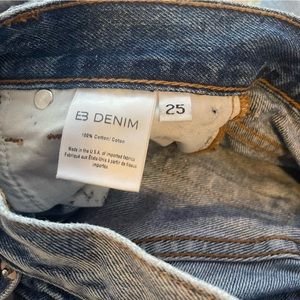 EB DENIM
25
100% Cotton/Coton
Made in the U.S.A. of imported fabrics
Fabriqué aux États-Unis à partir de tissus
importés